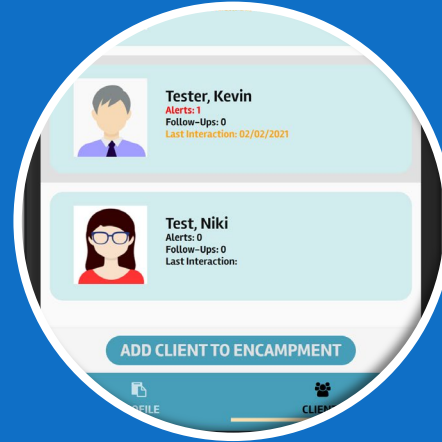 Tester, Kevin
Alerts: 1
Follow-Ups: 0
Last Interaction: 02/02/2021
Test, Niki
Alerts: 0
Follow-Ups: 0
Last Interaction:
ADD CLIENT TO ENCAMPMENT